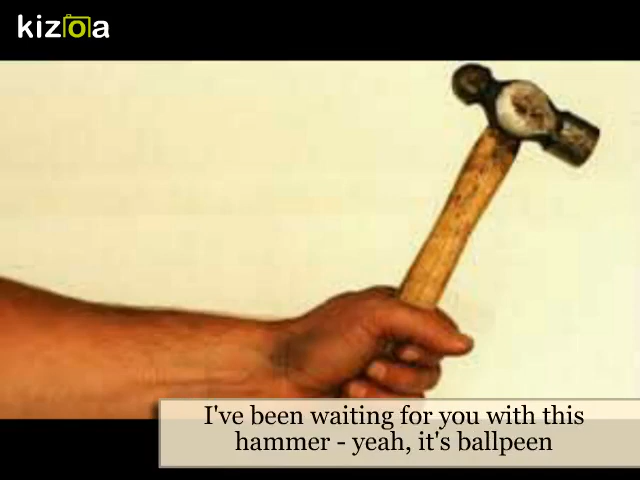 kizoa
I've been waiting for you with this
hammer - yeah, it's ballpeen